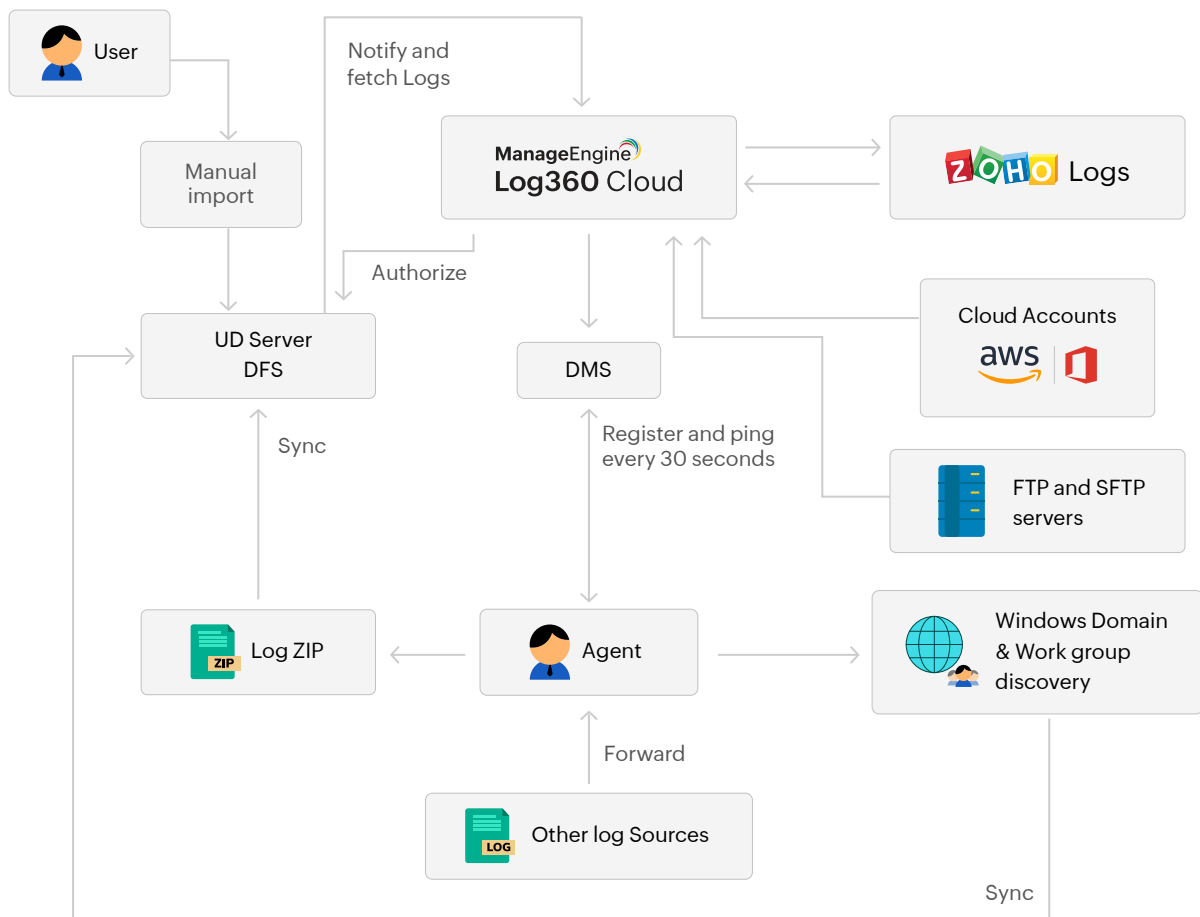 User
Notify and
fetch Logs
Manual
import
ManageEngine
Log360 Cloud
ZOHO Logs
Authorize
UD Server
DFS
DMS
Cloud Accounts
aws
Sync
Register and ping
every 30 seconds
FTP and SFTP
servers
ZIP
Log ZIP
Agent
Windows Domain
& Work group
discovery
Forward
LOG
Other log Sources
Sync